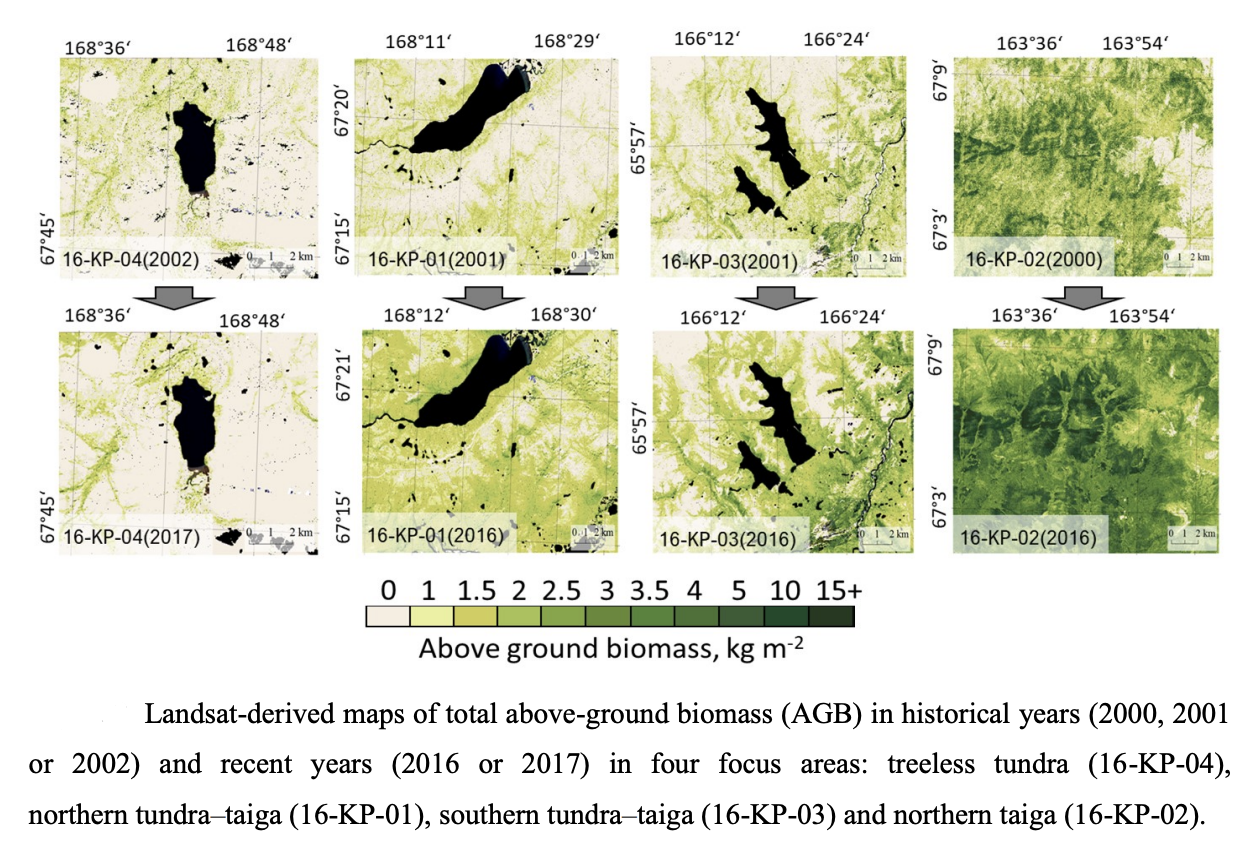 168°36‘ 168°48‘ 168°11‘ 168°29‘ 166°12‘ 166°24‘ 163°36‘ 163°54‘
67°45‘ 67°20‘ 67°15‘ 65°57‘ 67°9‘ 67°3‘
16-KP-04(2002) 0 1 2 km 16-KP-01(2001) 0 1 2 km 16-KP-03(2001) 0 1 2 km 16-KP-02(2000) 0 1 2 km
168°36‘ 168°48‘ 168°12‘ 168°30‘ 166°12‘ 166°24‘ 163°36‘ 163°54‘
67°45‘ 67°21‘ 67°15‘ 65°57‘ 67°9‘ 67°3‘
16-KP-04(2017) 0 1 2 km 16-KP-01(2016) 0 1 2 km 16-KP-03(2016) 0 1 2 km 16-KP-02(2016) 0 1 2 km
0 1 1.5 2 2.5 3 3.5 4 5 10 15+
Above ground biomass, kg m⁻²
Landsat-derived maps of total above-ground biomass (AGB) in historical years (2000, 2001
or 2002) and recent years (2016 or 2017) in four focus areas: treeless tundra (16-KP-04),
northern tundra–taiga (16-KP-01), southern tundra–taiga (16-KP-03) and northern taiga (16-KP-02).